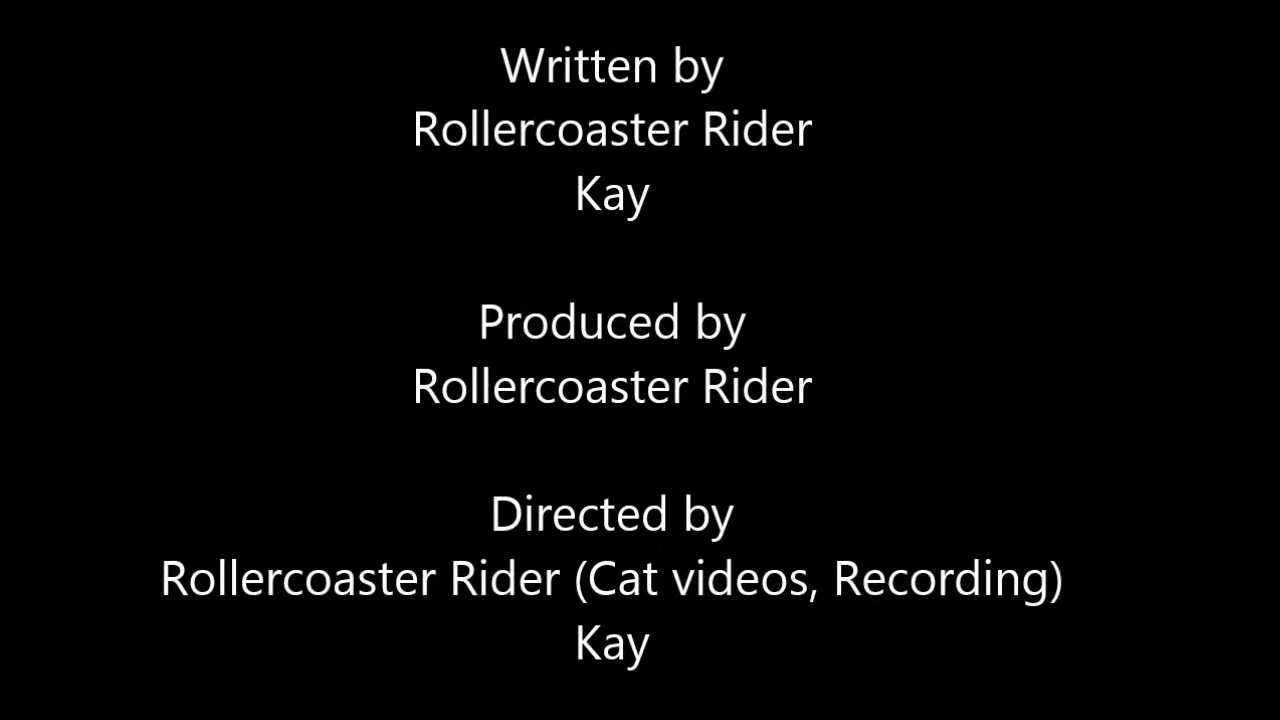 Written by
Rollercoaster Rider
Kay
Produced by
Rollercoaster Rider
Directed by
Rollercoaster Rider (Cat videos, Recording)
Kay